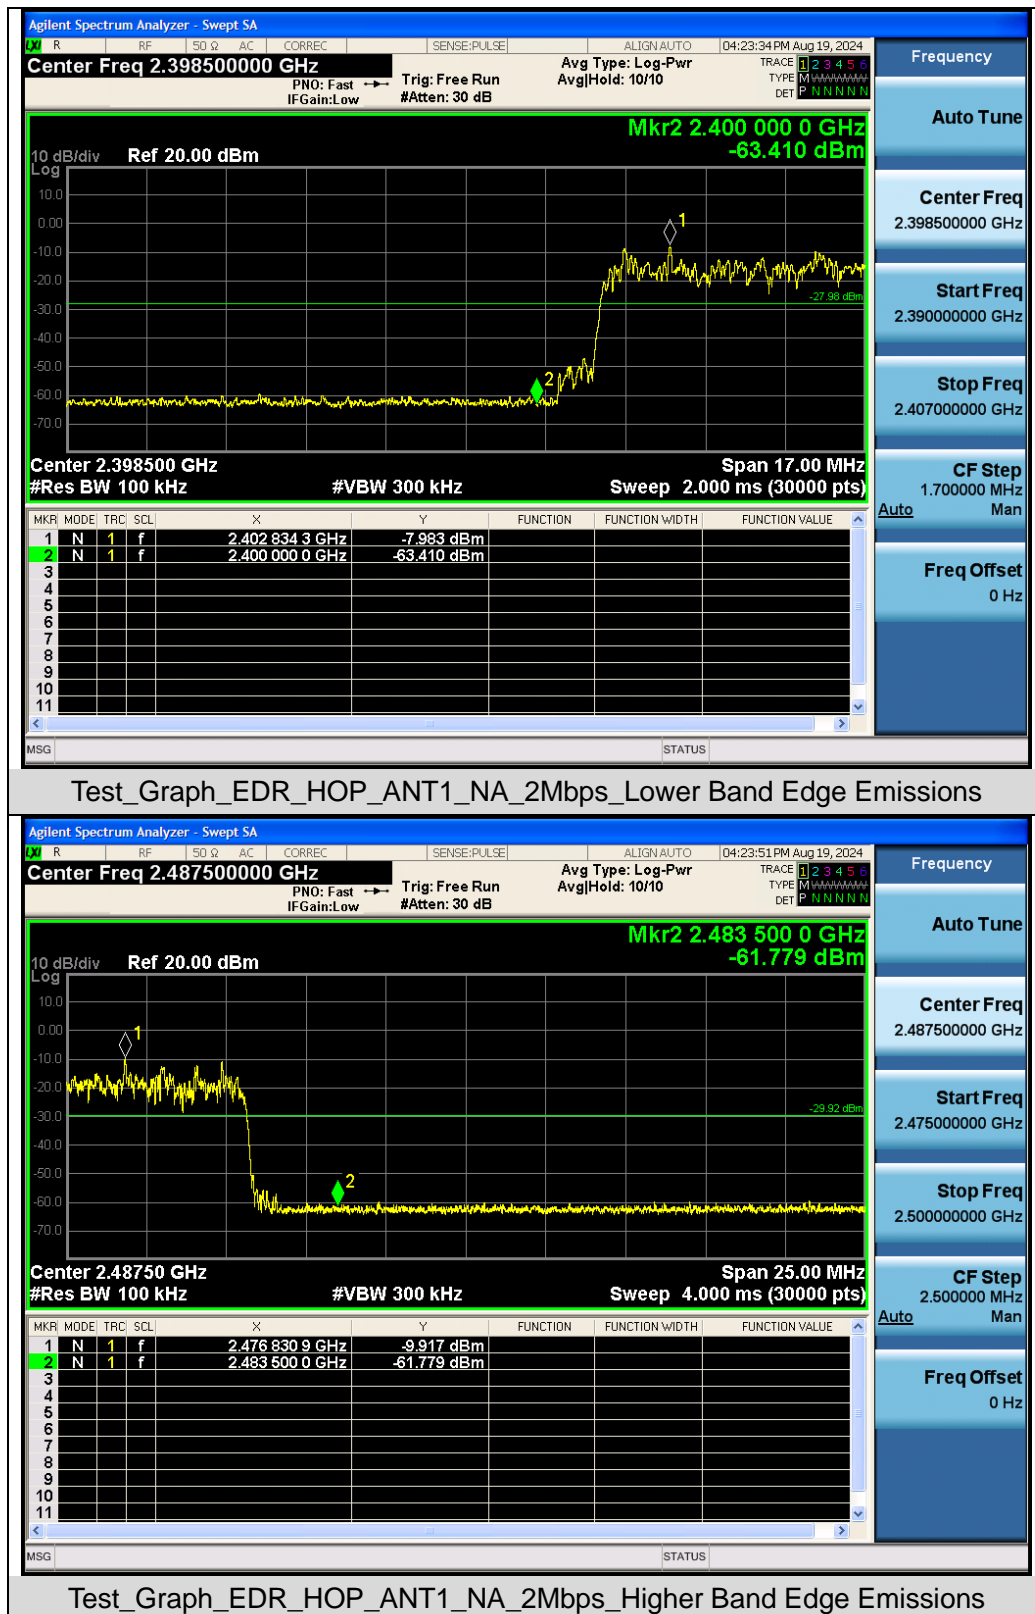 Agilent Spectrum Analyzer - Swept SA
LXI R RF 50 Ω AC CORREC SENSE:PULSE ALIGN AUTO 04:23:34 PM Aug 19, 2024
Center Freq 2.398500000 GHz
PNO: Fast
IFGain:Low
Trig: Free Run
#Atten: 30 dB
Avg Type: Log-Pwr
Avg|Hold: 10/10
TRACE 1 2 3 4 5 6
TYPE M
DET P N N N N N
Frequency
Auto Tune
Center Freq
2.398500000 GHz
Start Freq
2.390000000 GHz
Stop Freq
2.407000000 GHz
CF Step
1.700000 MHz
Auto Man
Freq Offset
0 Hz
Mkr2 2.400 000 0 GHz
-63.410 dBm
10 dB/div Ref 20.00 dBm
Log
10.0
0.00
-10.0
-20.0
-30.0
-40.0
-50.0
-60.0
-70.0
1
2
-27.98 dBm
Center 2.398500 GHz Span 17.00 MHz
#Res BW 100 kHz #VBW 300 kHz Sweep 2.000 ms (30000 pts)
MKR MODE TRC SCL X Y FUNCTION FUNCTION WIDTH FUNCTION VALUE
1 N 1 f 2.402 834 3 GHz -7.983 dBm
2 N 1 f 2.400 000 0 GHz -63.410 dBm
3
4
5
6
7
8
9
10
11
MSG STATUS
Test_Graph_EDR_HOP_ANT1_NA_2Mbps_Lower Band Edge Emissions
Agilent Spectrum Analyzer - Swept SA
LXI R RF 50 Ω AC CORREC SENSE:PULSE ALIGN AUTO 04:23:51 PM Aug 19, 2024
Center Freq 2.487500000 GHz
PNO: Fast
IFGain:Low
Trig: Free Run
#Atten: 30 dB
Avg Type: Log-Pwr
Avg|Hold: 10/10
TRACE 1 2 3 4 5 6
TYPE M
DET P N N N N N
Frequency
Auto Tune
Center Freq
2.487500000 GHz
Start Freq
2.475000000 GHz
Stop Freq
2.500000000 GHz
CF Step
2.500000 MHz
Auto Man
Freq Offset
0 Hz
Mkr2 2.483 500 0 GHz
-61.779 dBm
10 dB/div Ref 20.00 dBm
Log
10.0
0.00
-10.0
-20.0
-30.0
-40.0
-50.0
-60.0
-70.0
1
2
-29.92 dBm
Center 2.48750 GHz Span 25.00 MHz
#Res BW 100 kHz #VBW 300 kHz Sweep 4.000 ms (30000 pts)
MKR MODE TRC SCL X Y FUNCTION FUNCTION WIDTH FUNCTION VALUE
1 N 1 f 2.476 830 9 GHz -9.917 dBm
2 N 1 f 2.483 500 0 GHz -61.779 dBm
3
4
5
6
7
8
9
10
11
MSG STATUS
Test_Graph_EDR_HOP_ANT1_NA_2Mbps_Higher Band Edge Emissions